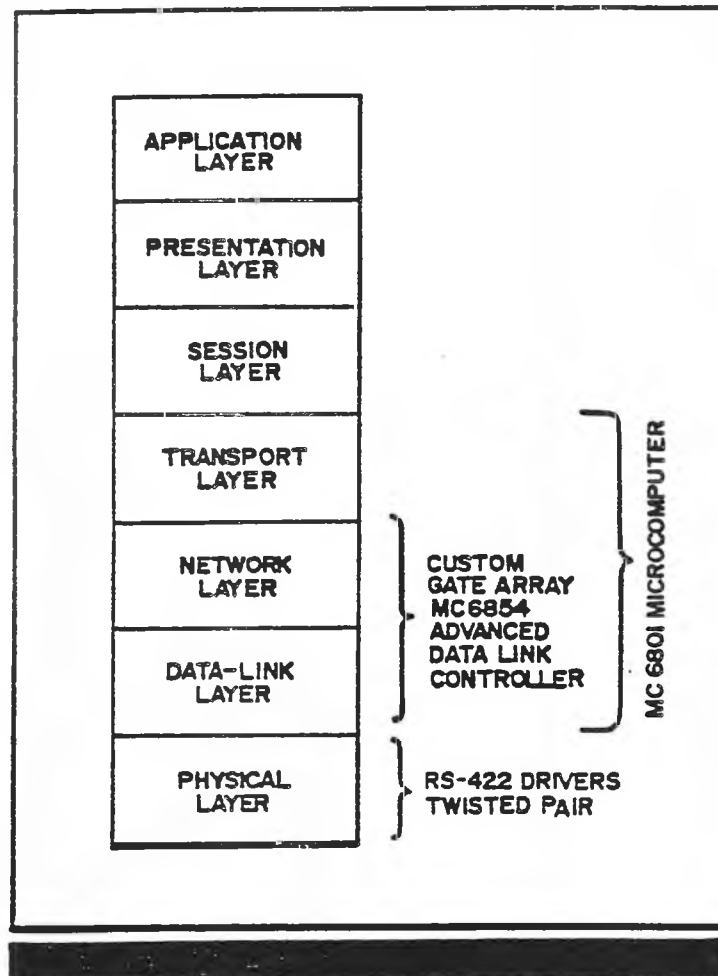 APPLICATION
LAYER
PRESENTATION
LAYER
SESSION
LAYER
TRANSPORT
LAYER
NETWORK
LAYER
DATA-LINK
LAYER
PHYSICAL
LAYER
CUSTOM
GATE ARRAY
MC6854
ADVANCED
DATA LINK
CONTROLLER
RS-422 DRIVERS
TWISTED PAIR
MC 6801 MICROCOMPUTER